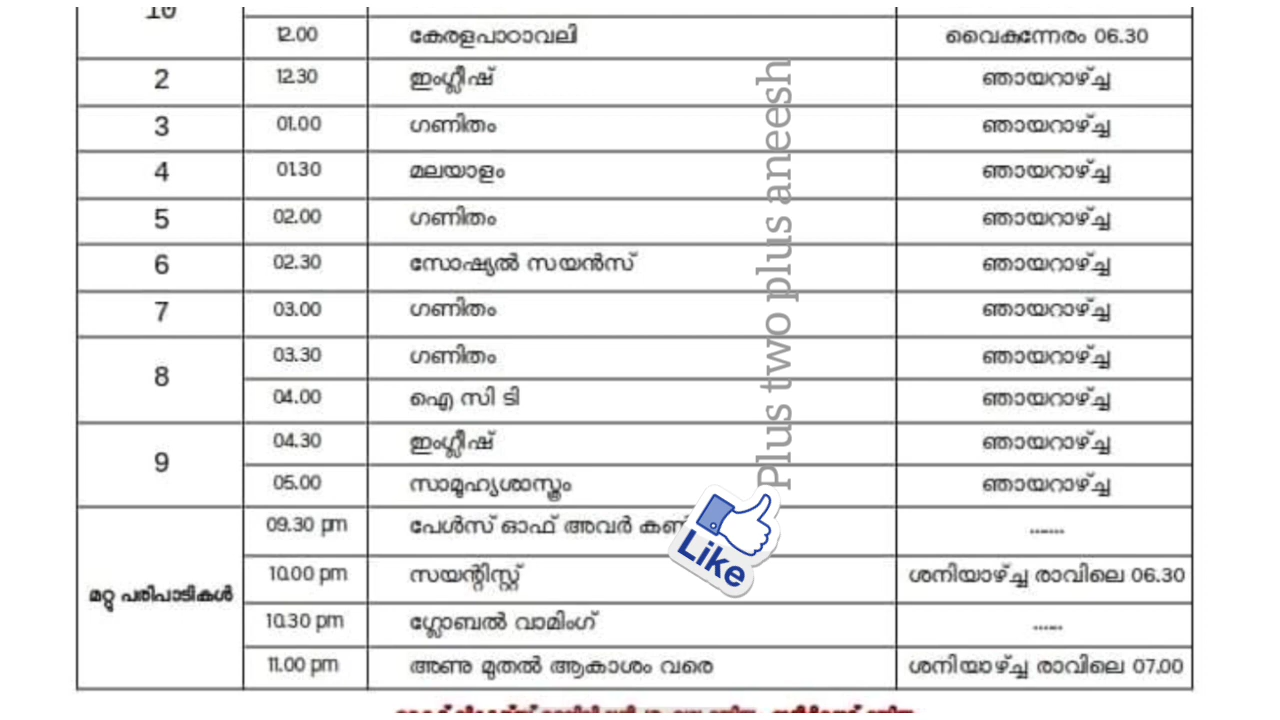 10
12.00 കേരളപാഠാവലി വൈകുന്നേരം 06.30
2 12.30 ഇംഗ്ലീഷ് ഞായറാഴ്ച്ച
3 01.00 ഗണിതം ഞായറാഴ്ച്ച
4 01.30 മലയാളം ഞായറാഴ്ച്ച
5 02.00 ഗണിതം ഞായറാഴ്ച്ച
6 02.30 സോഷ്യൽ സയൻസ് ഞായറാഴ്ച്ച
7 03.00 ഗണിതം ഞായറാഴ്ച്ച
8 03.30 ഗണിതം ഞായറാഴ്ച്ച
04.00 ഐ സി ടി ഞായറാഴ്ച്ച
9 04.30 ഇംഗ്ലീഷ് ഞായറാഴ്ച്ച
05.00 സാമൂഹ്യശാസ്ത്രം ഞായറാഴ്ച്ച
മറ്റു പരിപാടികൾ
09.30 pm പേൾസ് ഓഫ് അവർ .......
10.00 pm സയന്റിസ്റ്റ് ശനിയാഴ്ച്ച രാവിലെ 06.30
10.30 pm ഗ്ലോബൽ വാമിംഗ് ......
11.00 pm അണു മുതൽ ആകാശം വരെ ശനിയാഴ്ച്ച രാവിലെ 07.00
Plus two plus aneesh
Like